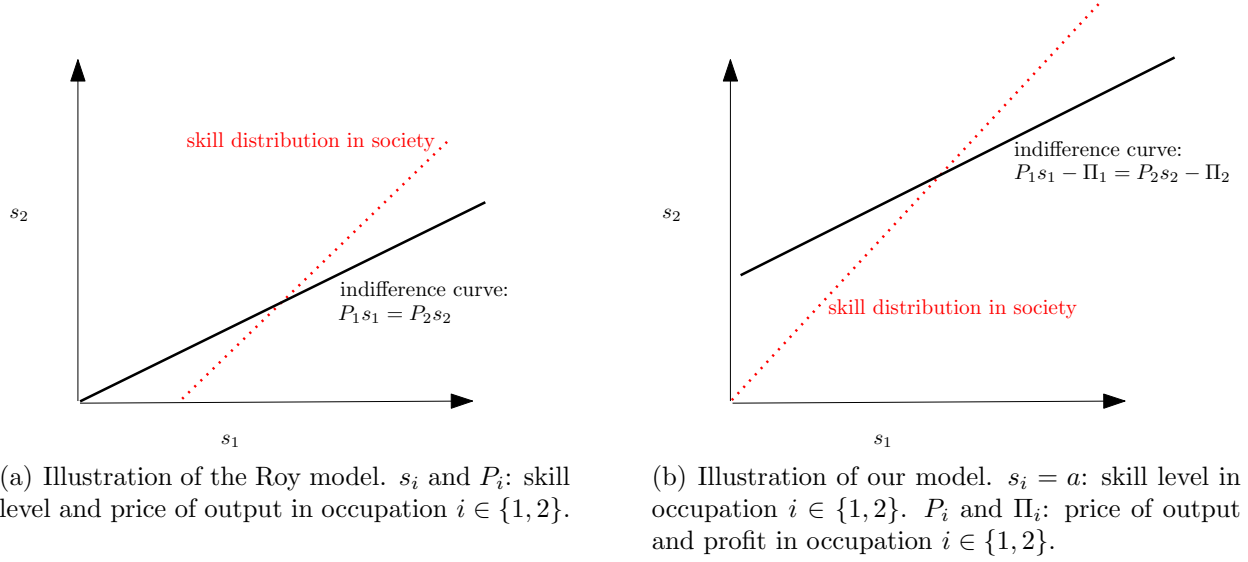 skill distribution in society
s₂
indifference curve:
P₁s₁ = P₂s₂
s₁
(a) Illustration of the Roy model. sᵢ and Pᵢ: skill
level and price of output in occupation i ∈ {1, 2}.
indifference curve:
P₁s₁ − Π₁ = P₂s₂ − Π₂
s₂
skill distribution in society
s₁
(b) Illustration of our model. sᵢ = a: skill level in
occupation i ∈ {1, 2}. Pᵢ and Πᵢ: price of output
and profit in occupation i ∈ {1, 2}.